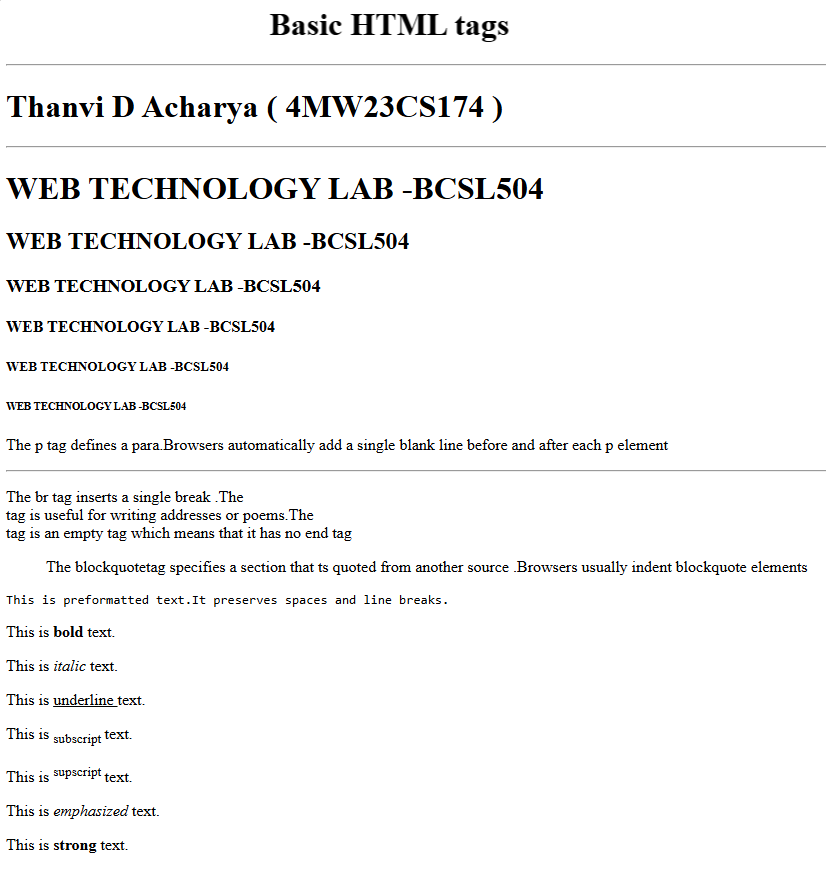 Basic HTML tags
Thanvi D Acharya ( 4MW23CS174 )
WEB TECHNOLOGY LAB -BCSL504
WEB TECHNOLOGY LAB -BCSL504
WEB TECHNOLOGY LAB -BCSL504
WEB TECHNOLOGY LAB -BCSL504
WEB TECHNOLOGY LAB -BCSL504
WEB TECHNOLOGY LAB -BCSL504
The p tag defines a para.Browsers automatically add a single blank line before and after each p element
The br tag inserts a single break .The
tag is useful for writing addresses or poems.The
tag is an empty tag which means that it has no end tag
The blockquotetag specifies a section that ts quoted from another source .Browsers usually indent blockquote elements
This is preformatted text.It preserves spaces and line breaks.
This is bold text.
This is italic text.
This is underline text.
This is subscript text.
This is supscript text.
This is emphasized text.
This is strong text.